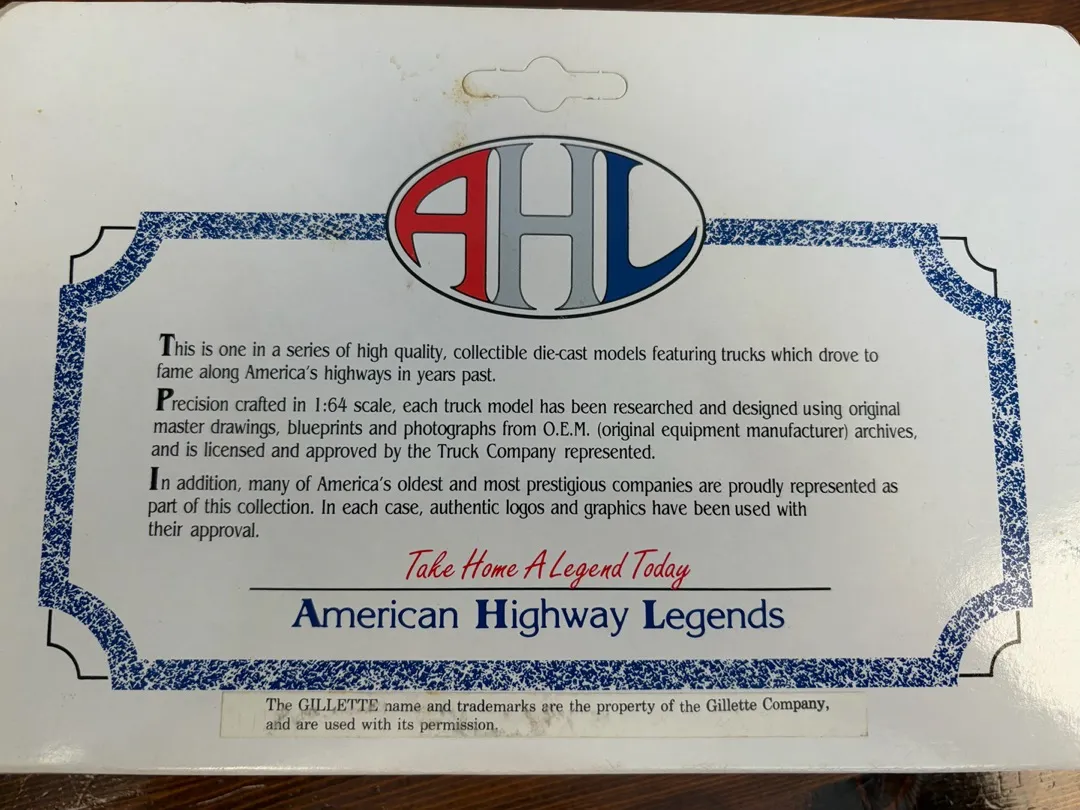 AHL
This is one in a series of high quality, collectible die-cast models featuring trucks which drove to
fame along America's highways in years past.
Precision crafted in 1:64 scale, each truck model has been researched and designed using original
master drawings, blueprints and photographs from O.E.M. (original equipment manufacturer) archives,
and is licensed and approved by the Truck Company represented.
In addition, many of America's oldest and most prestigious companies are proudly represented as
part of this collection. In each case, authentic logos and graphics have been used with
their approval.
Take Home A Legend Today
American Highway Legends
The GILLETTE name and trademarks are the property of the Gillette Company,
and are used with its permission.